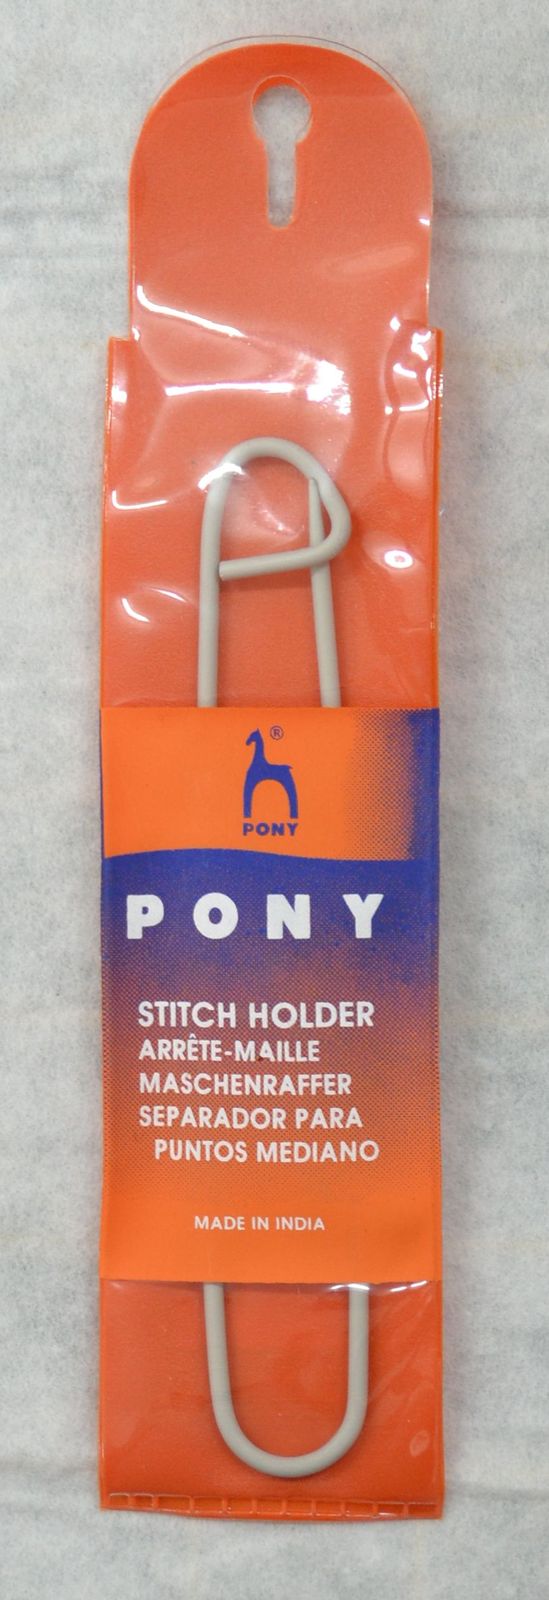 ®
PONY
PONY
STITCH HOLDER
ARRÊTE-MAILLE
MASCHENRAFFER
SEPARADOR PARA
PUNTOS MEDIANO
MADE IN INDIA